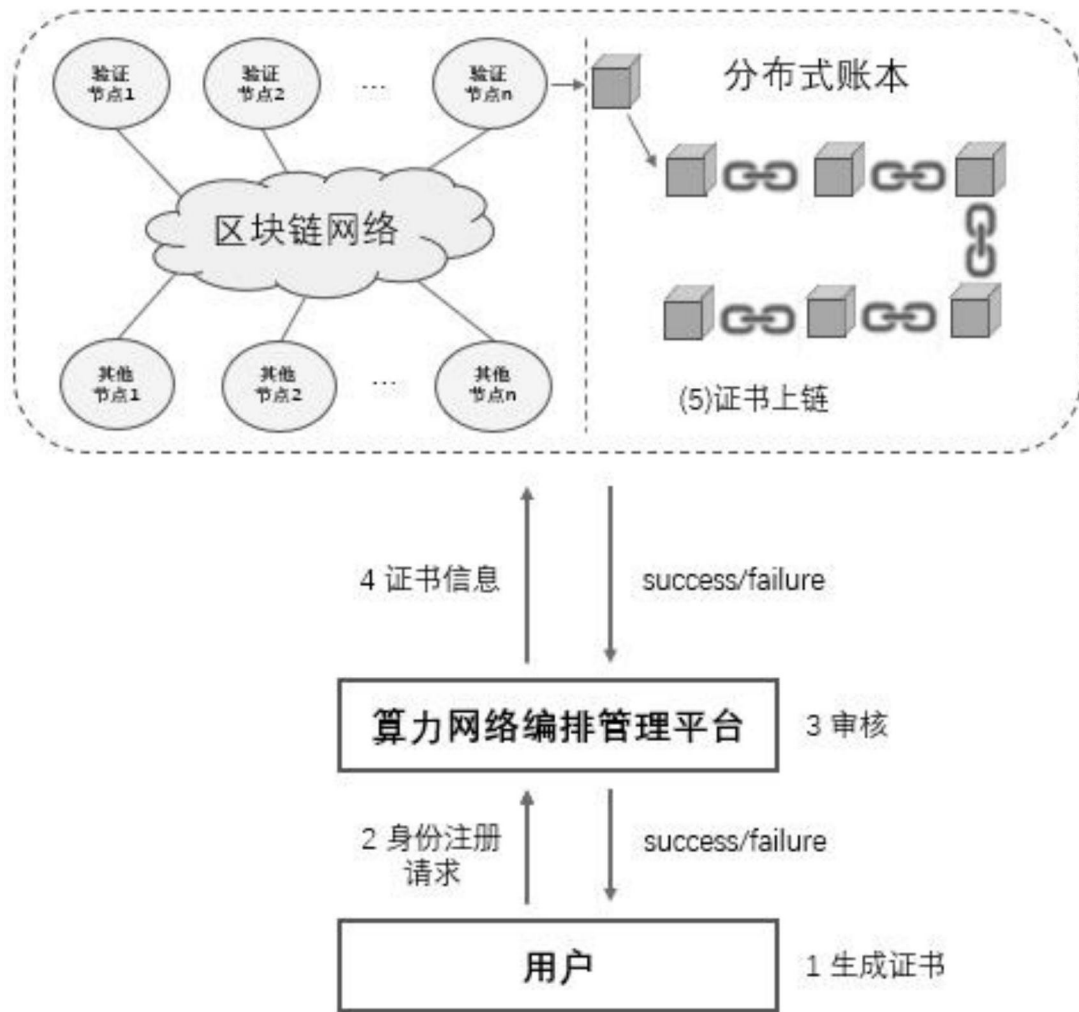 验证
节点1
验证
节点2
...
验证
节点n
分布式账本
区块链网络
其他
节点1
其他
节点2
...
其他
节点n
(5)证书上链
4 证书信息
success/failure
算力网络编排管理平台
3 审核
2 身份注册
请求
success/failure
用户
1 生成证书